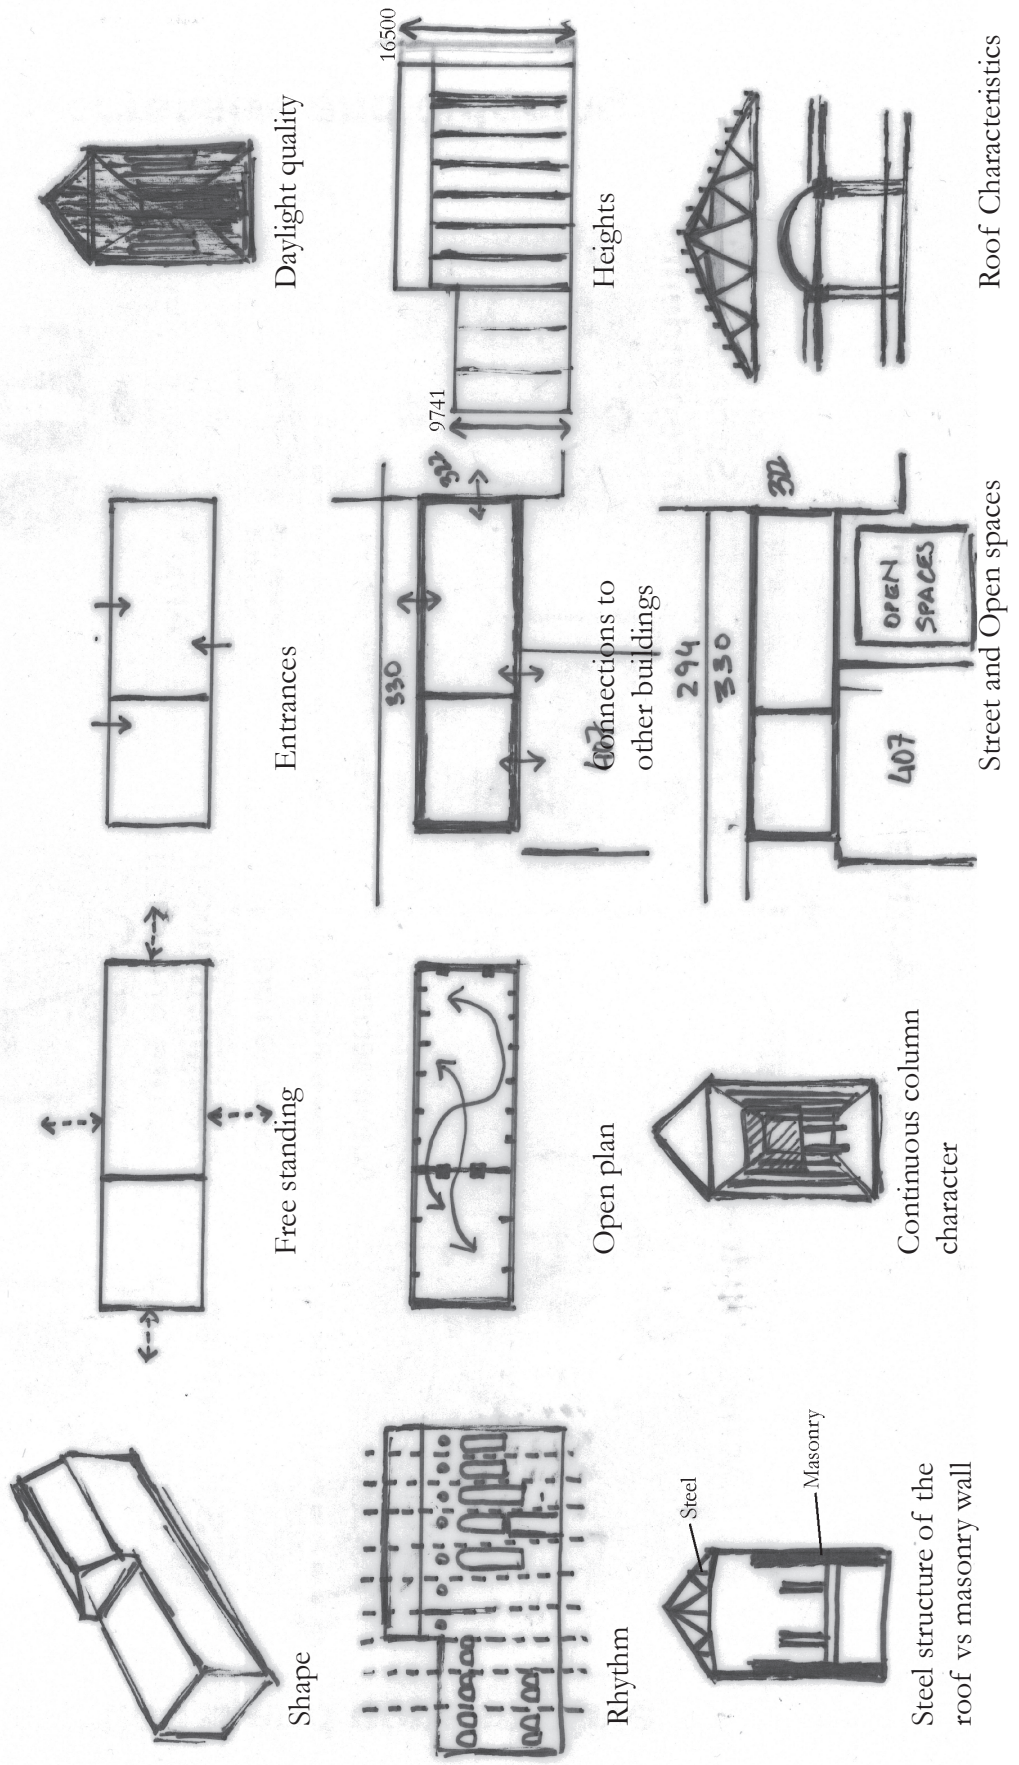 Shape
Free standing
Entrances
Daylight quality
Rhythm
Open plan
330
322
407
Connections to
other buildings
9741
16500
Heights
Steel
Masonry
Steel structure of the
roof vs masonry wall
Continuous column
character
294
330
322
407
OPEN
SPACES
Street and Open spaces
Roof Characteristics